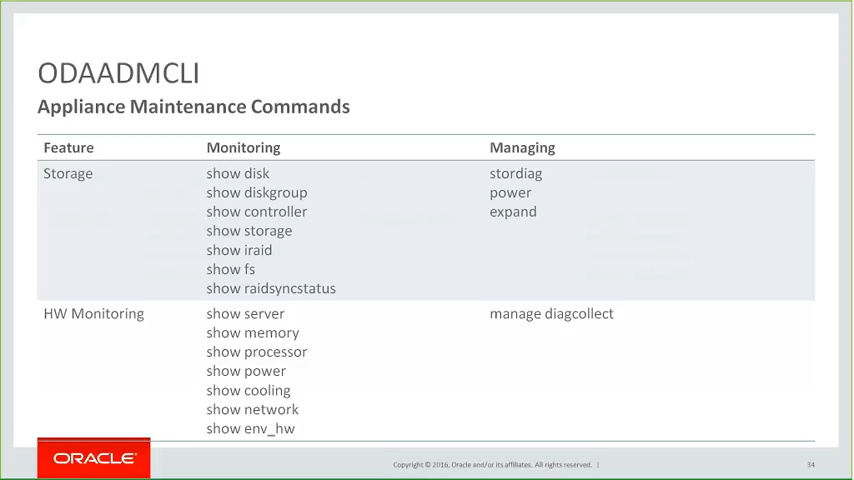 ODAADMCLI
Appliance Maintenance Commands
Feature Monitoring Managing
Storage show disk stordiag
show diskgroup power
show controller expand
show storage
show iraid
show fs
show raidsyncstatus
HW Monitoring show server manage diagcollect
show memory
show processor
show power
show cooling
show network
show env_hw
ORACLE®
Copyright © 2016, Oracle and/or its affiliates. All rights reserved. |
34